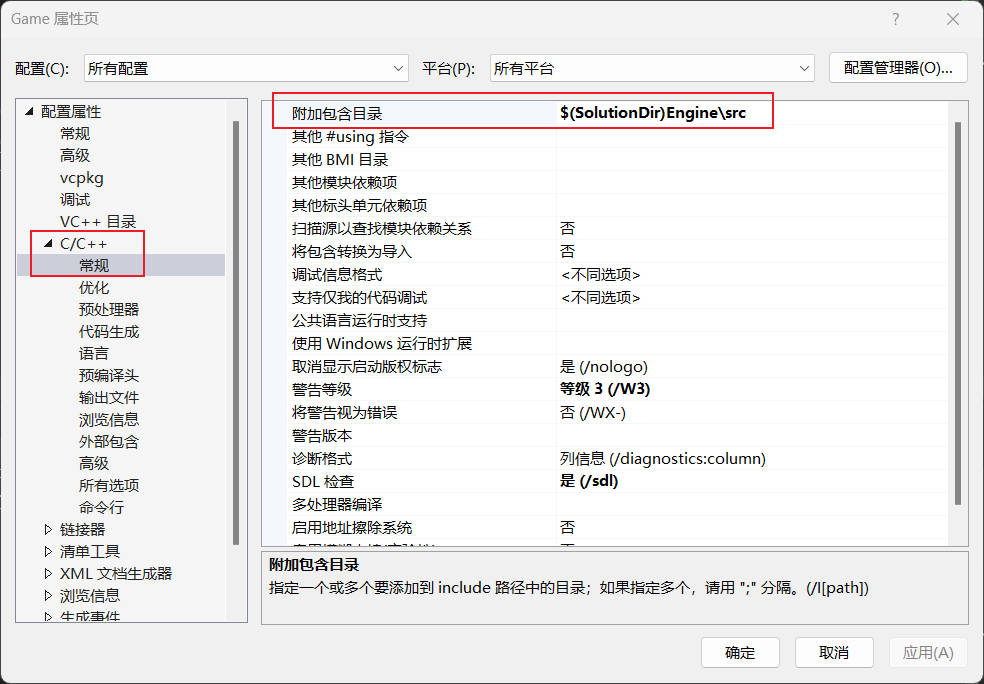 Game 属性页
配置(C): 所有配置 平台(P): 所有平台 配置管理器(O)...
配置属性
常规
高级
vcpkg
调试
VC++ 目录
C/C++
常规
优化
预处理器
代码生成
语言
预编译头
输出文件
浏览信息
外部包含
高级
所有选项
命令行
链接器
清单工具
XML 文档生成器
浏览信息
生成事件
附加包含目录 $(SolutionDir)Engine\src
其他 #using 指令
其他 BMI 目录
其他模块依赖项
其他标头单元依赖项
扫描源以查找模块依赖关系 否
将包含转换为导入 否
调试信息格式 <不同选项>
支持仅我的代码调试 <不同选项>
公共语言运行时支持
使用 Windows 运行时扩展
取消显示启动版权标志 是 (/nologo)
警告等级 等级 3 (/W3)
将警告视为错误 否 (/WX-)
警告版本
诊断格式 列信息 (/diagnostics:column)
SDL 检查 是 (/sdl)
多处理器编译
启用地址擦除系统 否
附加包含目录
指定一个或多个要添加到 include 路径中的目录；如果指定多个，请用 ";" 分隔。(/I[path])
确定 取消 应用(A)